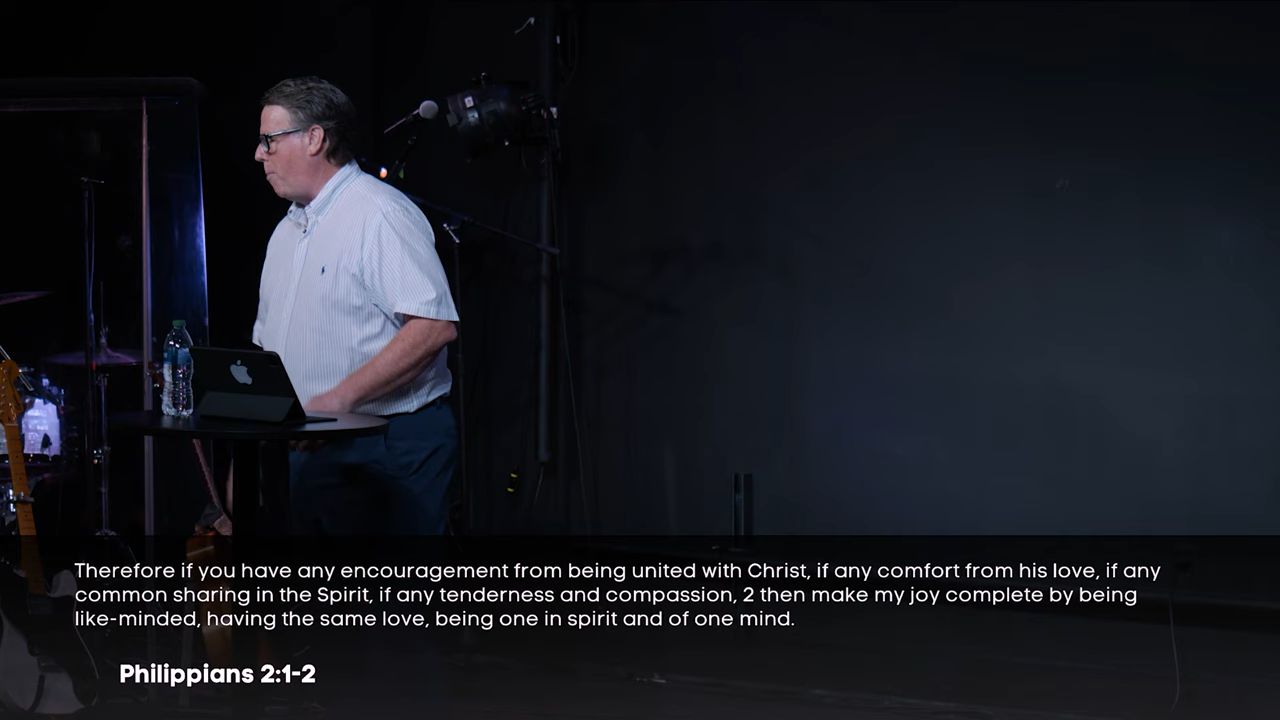 Therefore if you have any encouragement from being united with Christ, if any comfort from his love, if any
common sharing in the Spirit, if any tenderness and compassion, 2 then make my joy complete by being
like-minded, having the same love, being one in spirit and of one mind.
Philippians 2:1-2